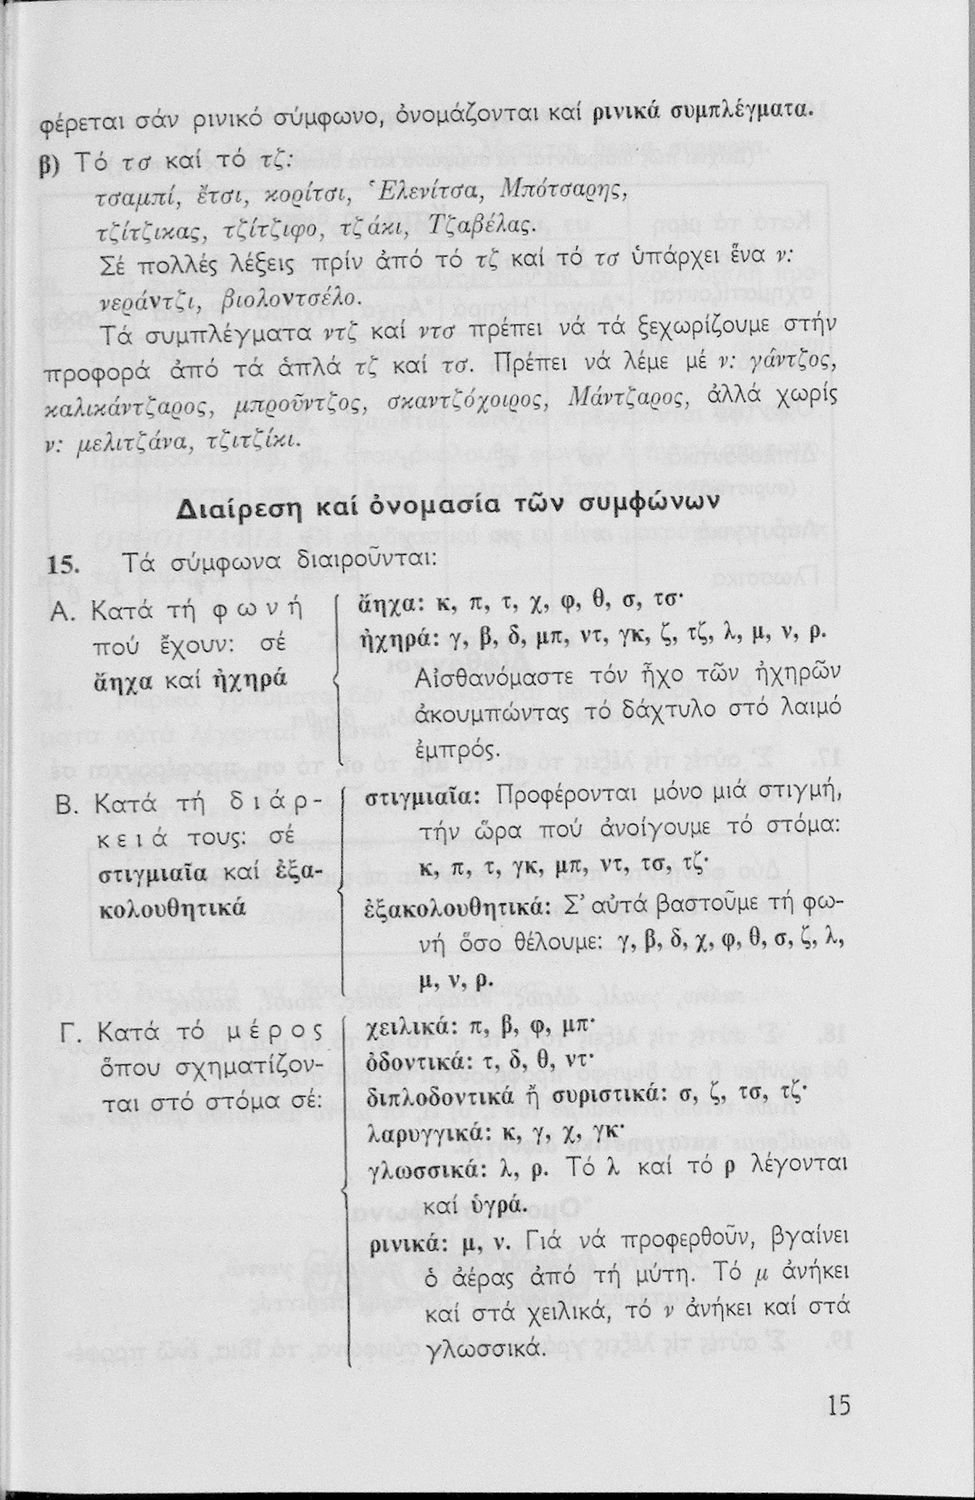 φέρεται σάν ρινικό σύμφωνο, ὀνομάζονται καί ρινικά συμπλέγματα.
β) Τό τσ καί τό τζ:
τσαμπί, ἔτσι, κορίτσι, Ἑλενίτσα, Μπότσαρης,
τζίτζικας, τζίτζιφο, τζάκι, Τζαβέλας.
Σέ πολλές λέξεις πρίν ἀπό τό τζ καί τό τσ ὑπάρχει ἕνα ν:
νεράντζι, βιολοντσέλο.
Τά συμπλέγματα ντζ καί ντσ πρέπει νά τά ξεχωρίζουμε στήν
προφορά ἀπό τά ἁπλά τζ καί τσ. Πρέπει νά λέμε μέ ν: γάντζος,
καλικάντζαρος, μπροῦντζος, σκαντζόχοιρος, Μάντζαρος, ἀλλά χωρίς
ν: μελιτζάνα, τζιτζίκι.
Διαίρεση καί ὀνομασία τῶν συμφώνων
15. Τά σύμφωνα διαιροῦνται:
Α. Κατά τή φωνή
πού ἔχουν: σέ
ἄηχα καί ἠχηρά
ἄηχα: κ, π, τ, χ, φ, θ, σ, τσ·
ἠχηρά: γ, β, δ, μπ, ντ, γκ, ζ, τζ, λ, μ, ν, ρ.
Αἰσθανόμαστε τόν ἦχο τῶν ἠχηρῶν
ἀκουμπώντας τό δάχτυλο στό λαιμό
ἐμπρός.
Β. Κατά τή διάρ-
κειά τους: σέ
στιγμιαῖα καί ἐξα-
κολουθητικά
στιγμιαῖα: Προφέρονται μόνο μιά στιγμή,
τήν ὥρα πού ἀνοίγουμε τό στόμα:
κ, π, τ, γκ, μπ, ντ, τσ, τζ·
ἐξακολουθητικά: Σ' αὐτά βαστοῦμε τή φω-
νή ὅσο θέλουμε: γ, β, δ, χ, φ, θ, σ, ζ, λ,
μ, ν, ρ.
Γ. Κατά τό μέρος
ὅπου σχηματίζον-
ται στό στόμα σέ:
χειλικά: π, β, φ, μπ·
ὀδοντικά: τ, δ, θ, ντ·
διπλοδοντικά ἤ συριστικά: σ, ζ, τσ, τζ·
λαρυγγικά: κ, γ, χ, γκ·
γλωσσικά: λ, ρ. Τό λ καί τό ρ λέγονται
καί ὑγρά.
ρινικά: μ, ν. Γιά νά προφερθοῦν, βγαίνει
ὁ ἀέρας ἀπό τή μύτη. Τό μ ἀνήκει
καί στά χειλικά, τό ν ἀνήκει καί στά
γλωσσικά.
15